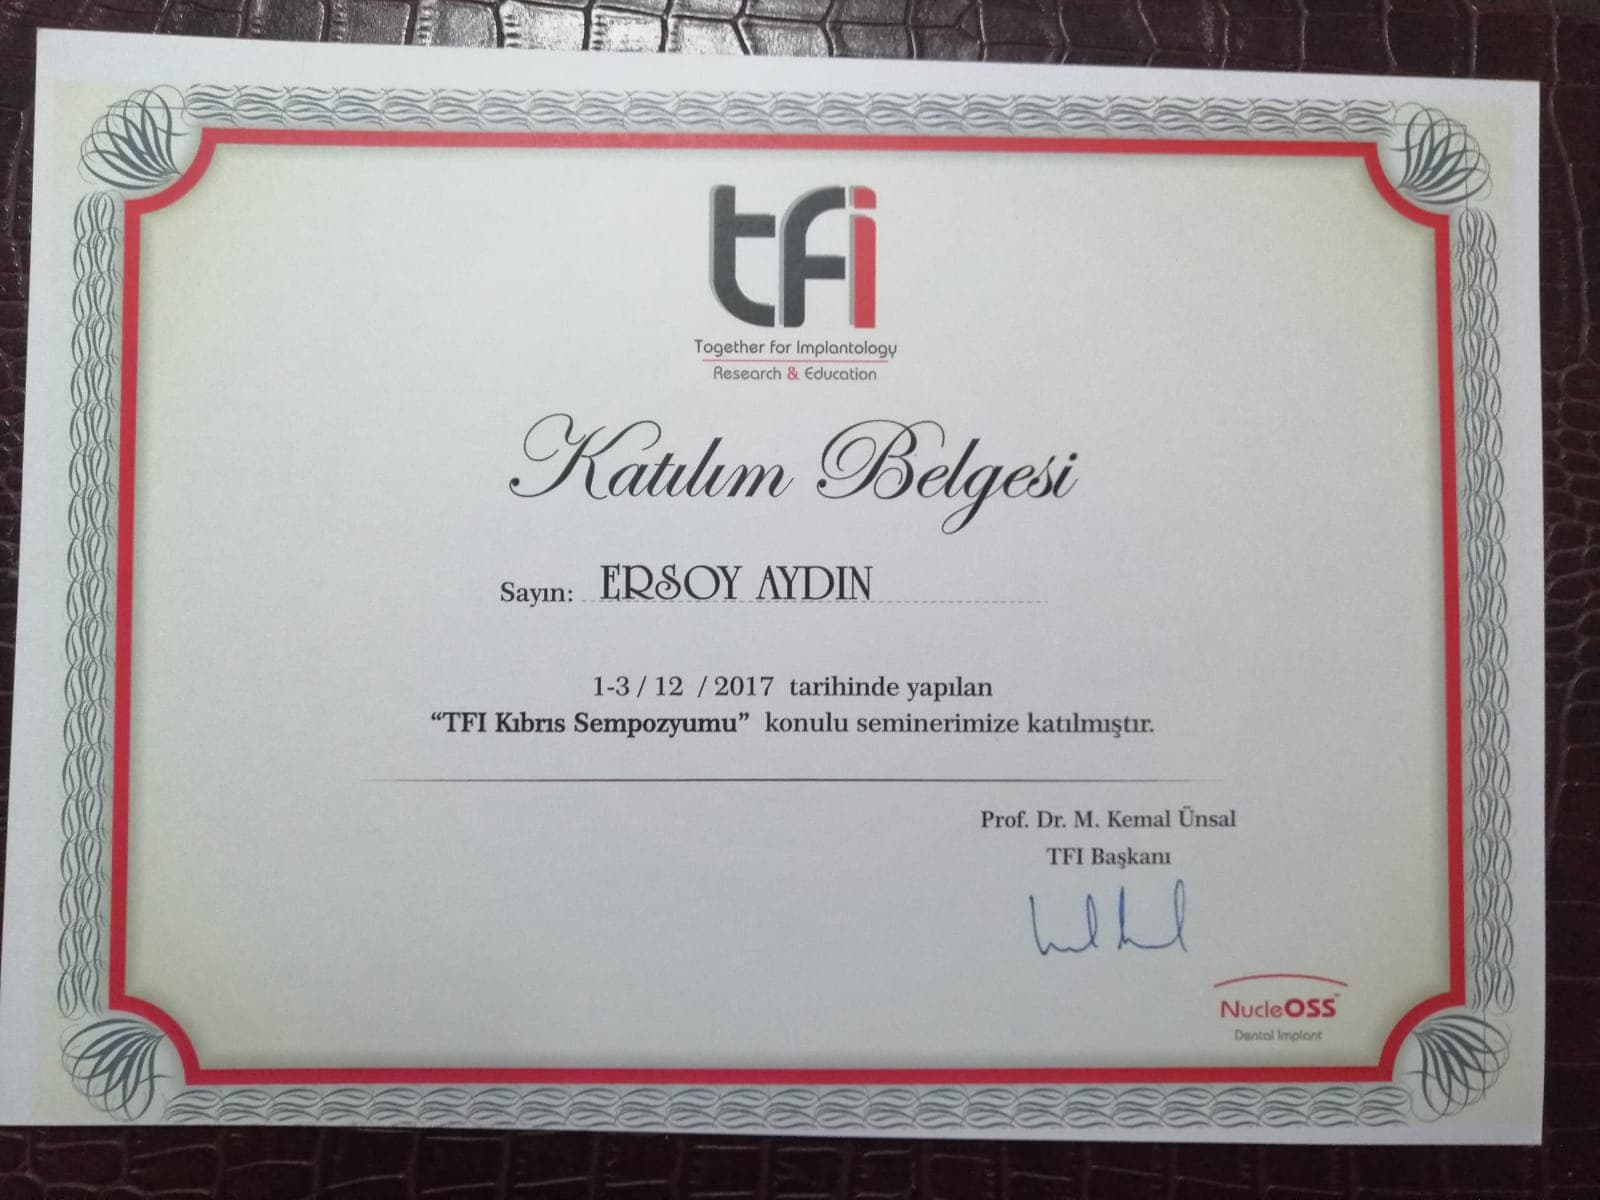 tfi
Together for Implantology
Research & Education
Katılım Belgesi
Sayın: ERSOY AYDIN
1-3 / 12 / 2017 tarihinde yapılan
“TFI Kıbrıs Sempozyumu” konulu seminerimize katılmıştır.
Prof. Dr. M. Kemal Ünsal
TFI Başkanı
NucleOSS™
Dental Implant